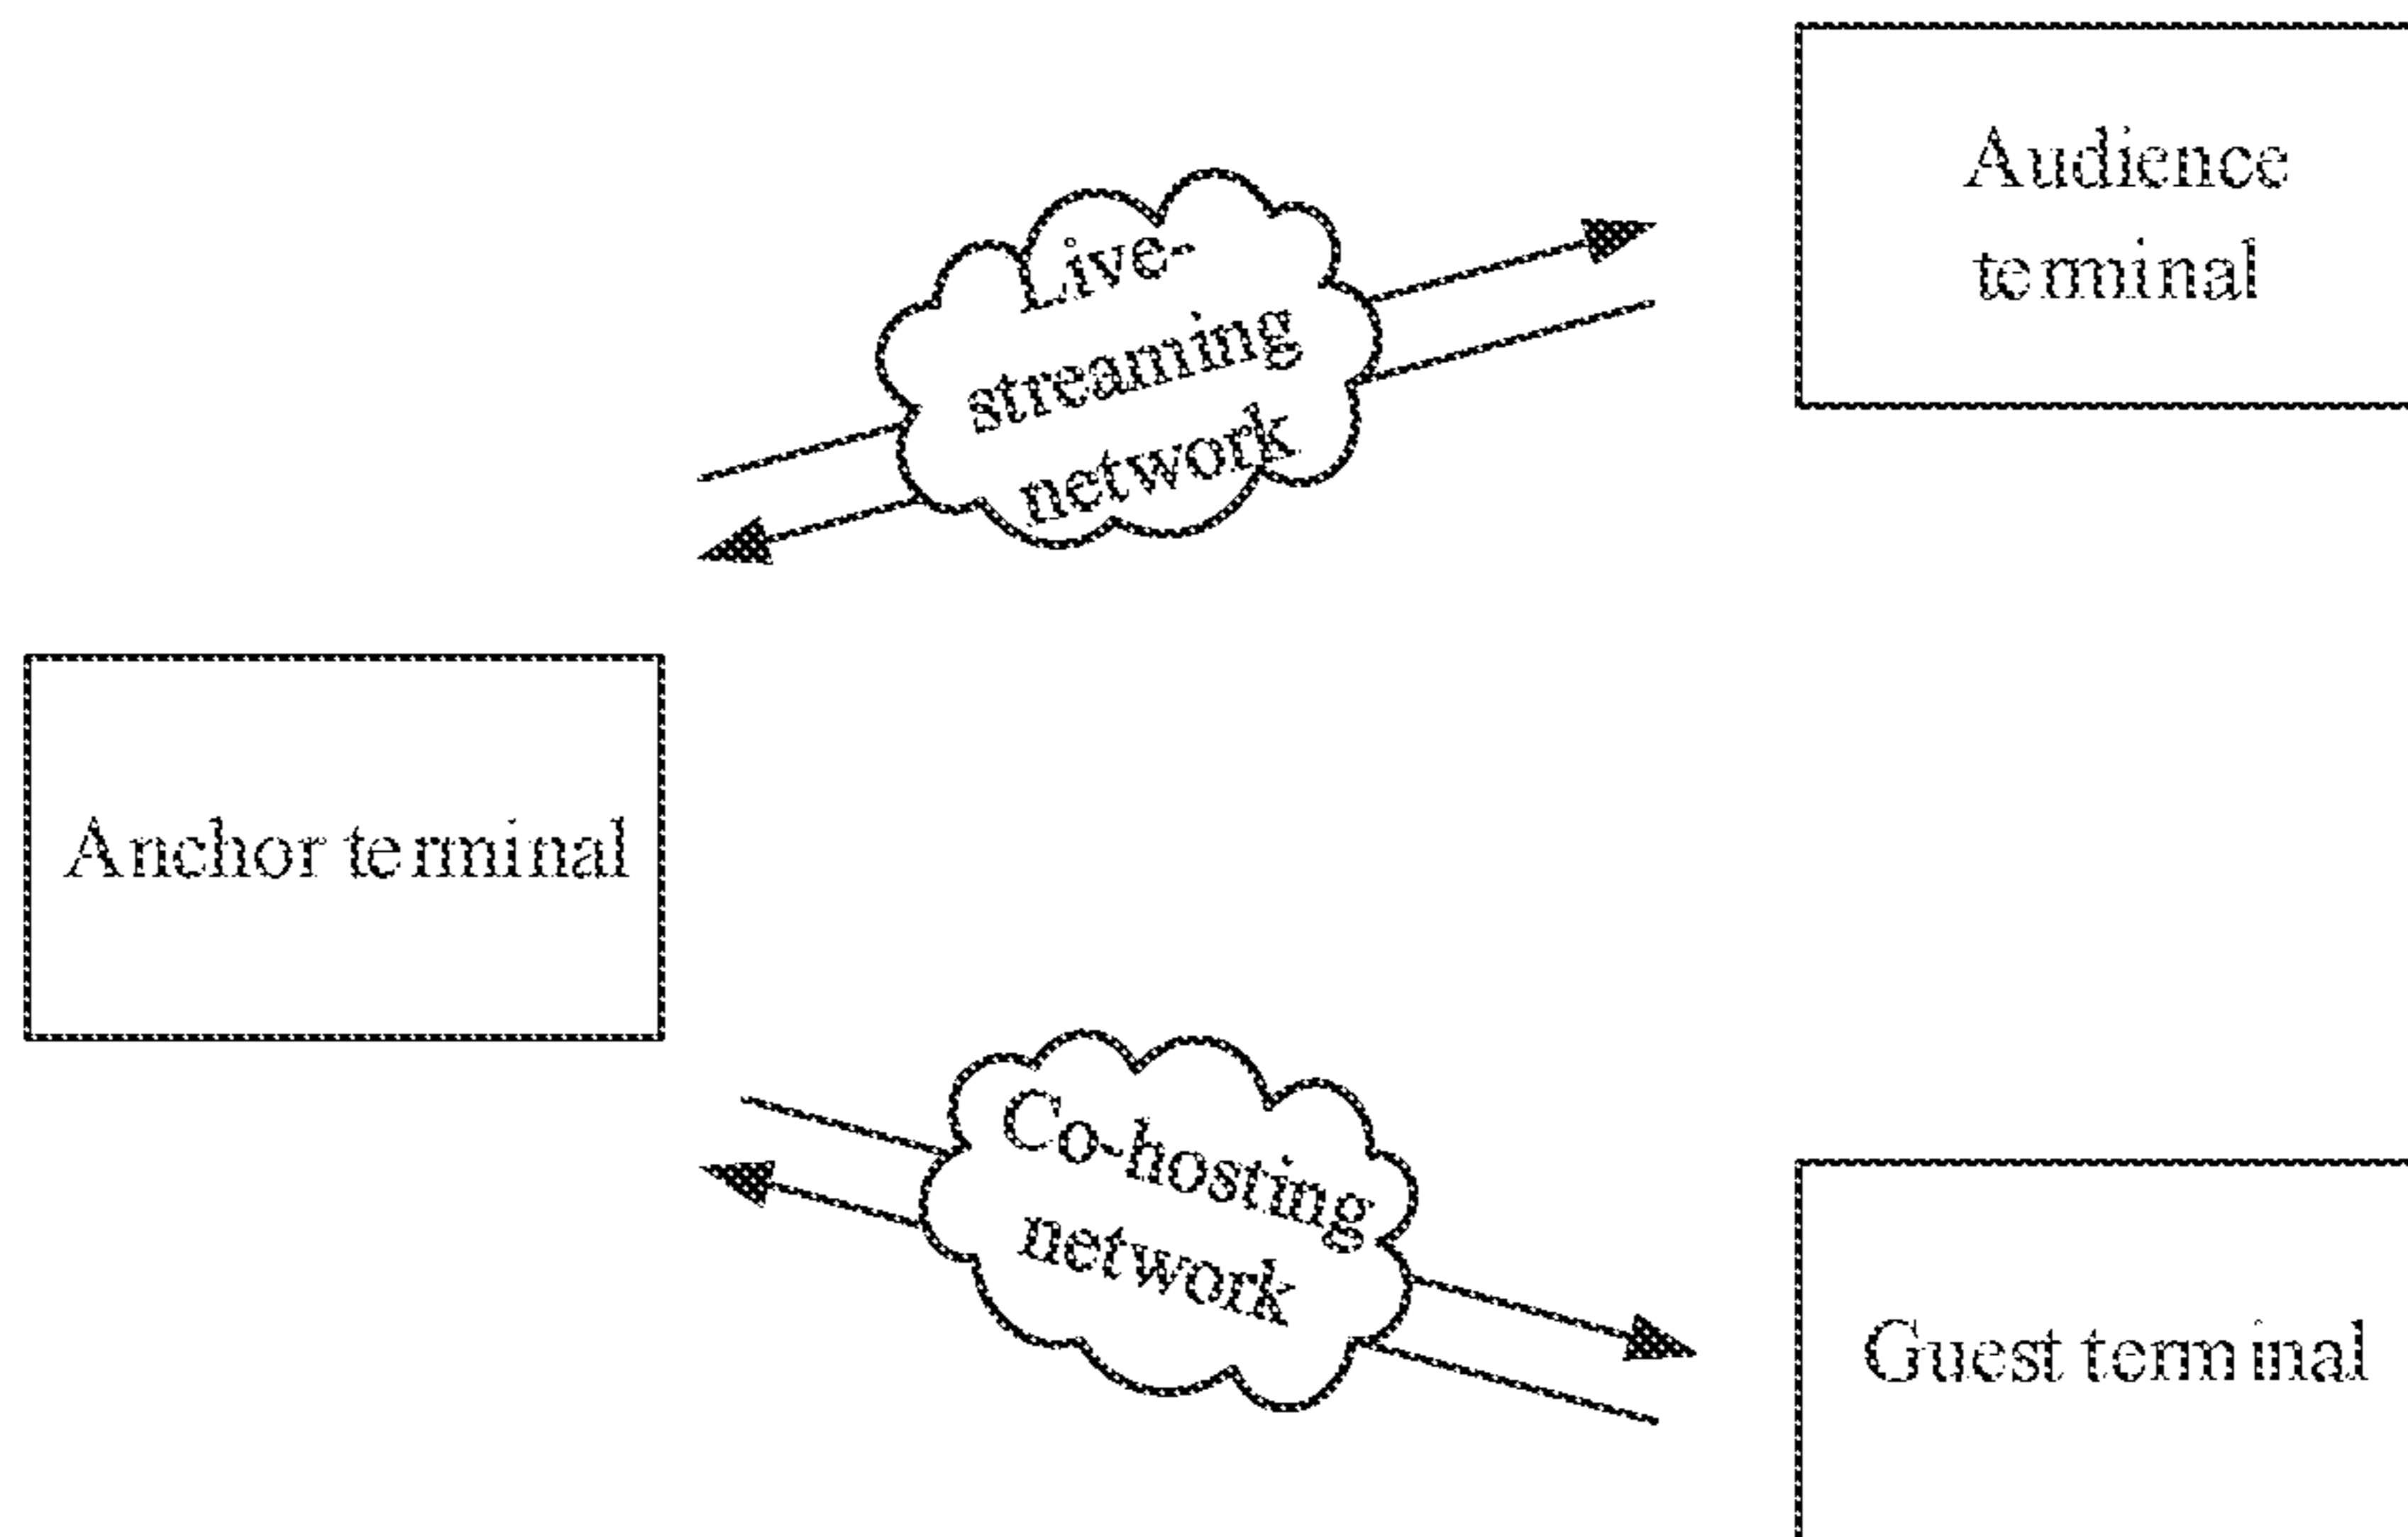 Audience
terminal
Live-
streaming
network
Anchor terminal
Co-hosting
network
Guest terminal